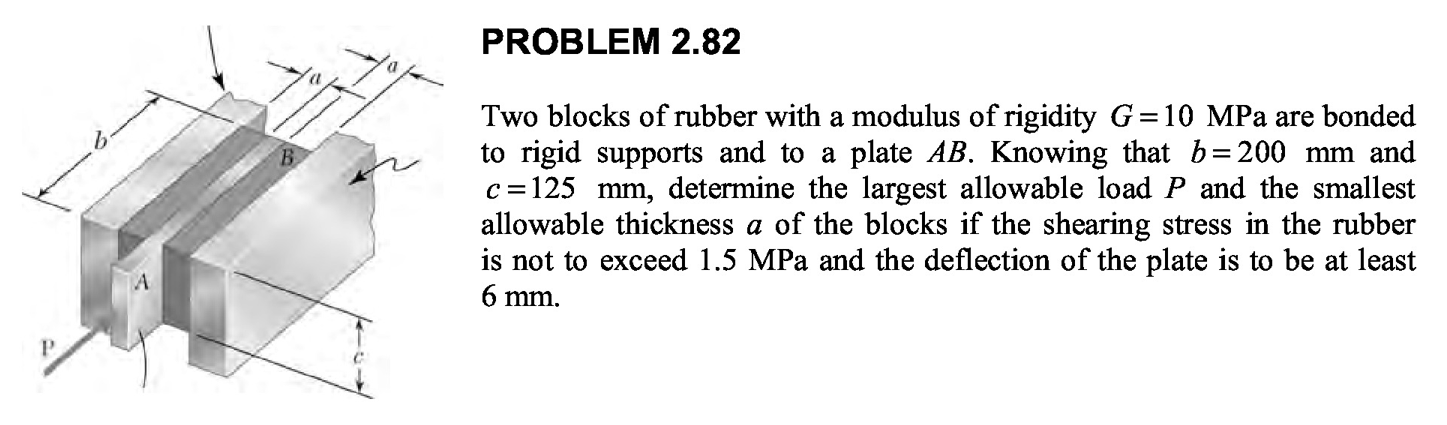 PROBLEM 2.82
Two blocks of rubber with a modulus of rigidity G = 10 MPa are bonded
to rigid supports and to a plate AB. Knowing that b = 200 mm and
c = 125 mm, determine the largest allowable load P and the smallest
allowable thickness a of the blocks if the shearing stress in the rubber
is not to exceed 1.5 MPa and the deflection of the plate is to be at least
6 mm.
a
a
b
B
A
P
c